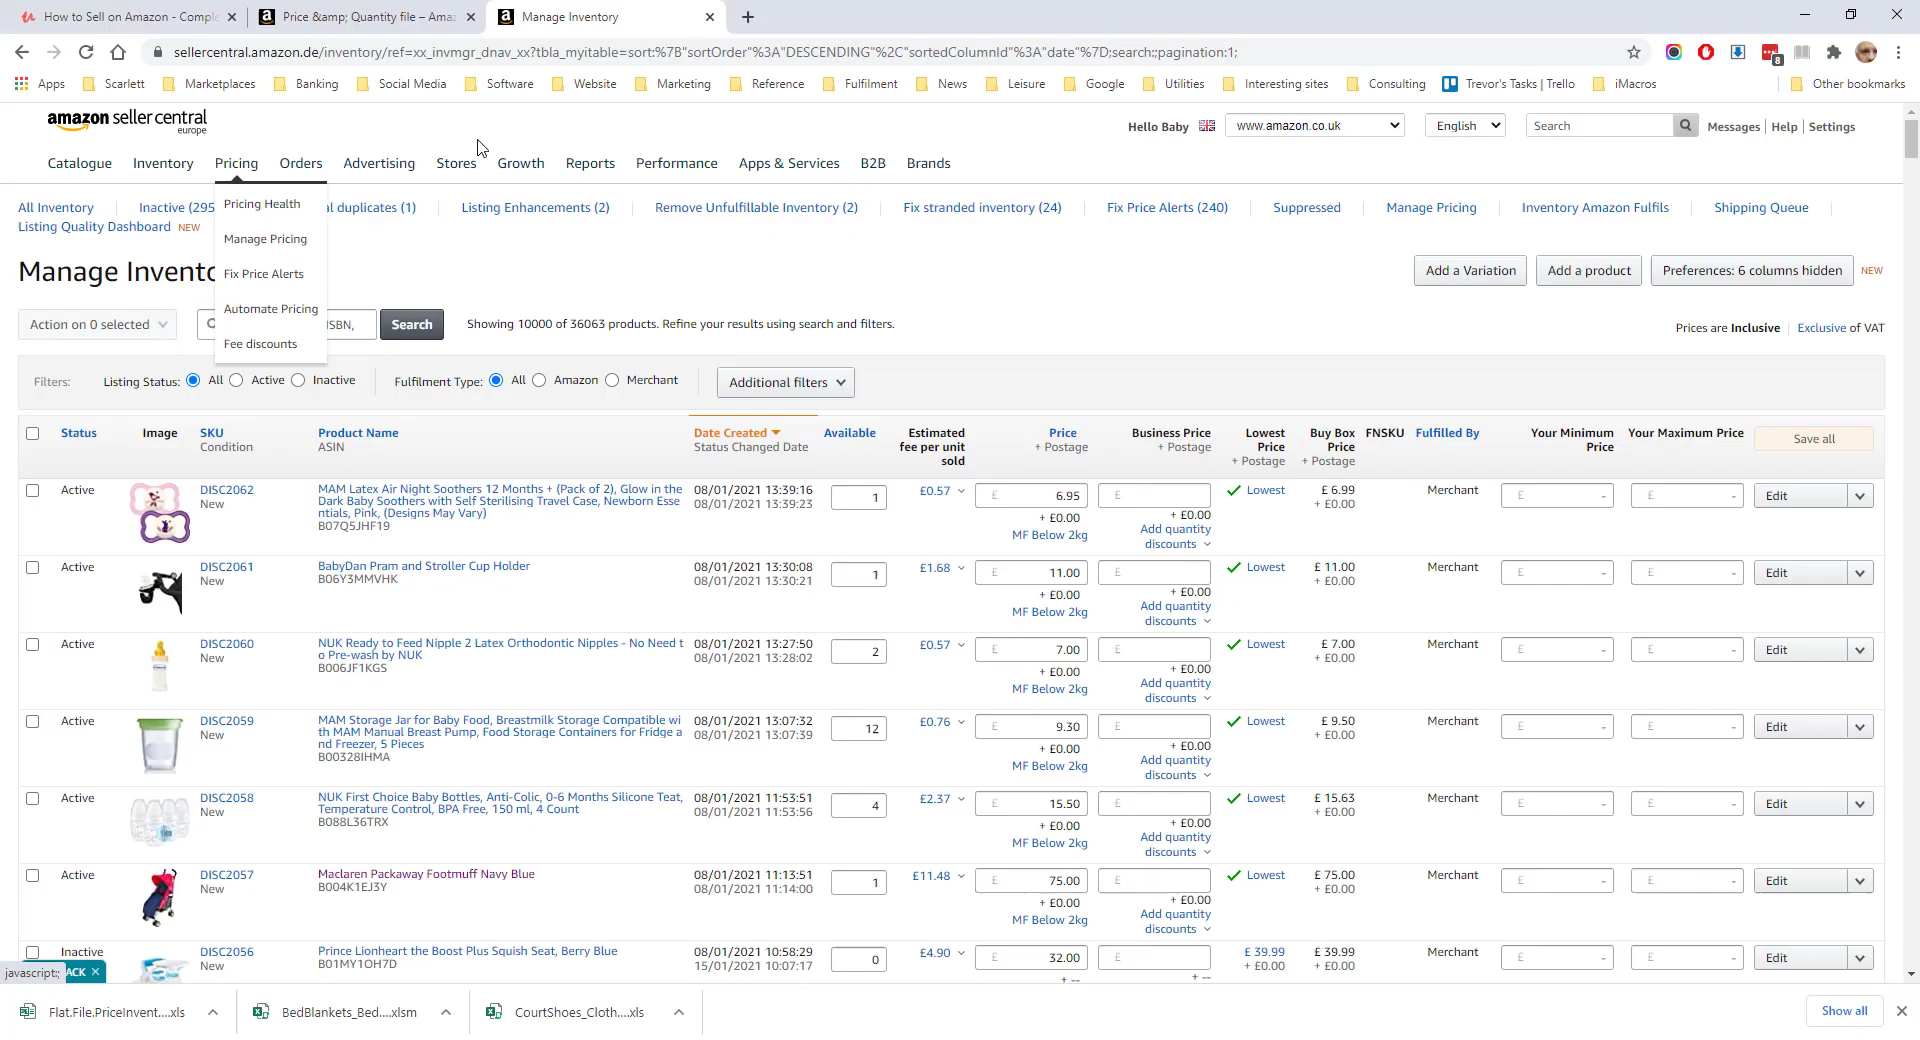 How to Sell on Amazon - Comple
Price &amp; Quantity file – Amaz
Manage Inventory
sellercentral.amazon.de/inventory/ref=xx_invmgr_dnav_xx?tbla_myitable=sort:%7B"sortOrder"%3A"DESCENDING"%2C"sortedColumnId"%3A"date"%7D;search:;pagination:1;
8
Apps Scarlett Marketplaces Banking Social Media Software Website Marketing Reference Fulfilment News Leisure Google Utilities Interesting sites Consulting Trevor's Tasks | Trello iMacros Other bookmarks
amazon seller central
europe
Hello Baby www.amazon.co.uk English Search Messages | Help | Settings
Catalogue Inventory Pricing Orders Advertising Stores Growth Reports Performance Apps & Services B2B Brands
All Inventory Inactive (295 l duplicates (1) Listing Enhancements (2) Remove Unfulfillable Inventory (2) Fix stranded inventory (24) Fix Price Alerts (240) Suppressed Manage Pricing Inventory Amazon Fulfils Shipping Queue
Listing Quality Dashboard NEW
Pricing Health
Manage Pricing
Fix Price Alerts
Automate Pricing
Fee discounts
Manage Invento
Add a Variation Add a product Preferences: 6 columns hidden NEW
Action on 0 selected ISBN, Search Showing 10000 of 36063 products. Refine your results using search and filters.
Prices are Inclusive Exclusive of VAT
Filters: Listing Status: All Active Inactive Fulfilment Type: All Amazon Merchant Additional filters
Status Image SKU Product Name Date Created Available Estimated Price Business Price Lowest Buy Box FNSKU Fulfilled By Your Minimum Your Maximum Price Save all
Condition ASIN Status Changed Date fee per unit + Postage + Postage Price Price Price
sold + Postage + Postage
Active DISC2062 MAM Latex Air Night Soothers 12 Months + (Pack of 2), Glow in the 08/01/2021 13:39:16 1 £0.57 £ 6.95 £ Lowest £ 6.99 Merchant £ - £ - Edit
New Dark Baby Soothers with Self Sterilising Travel Case, Newborn Esse 08/01/2021 13:39:23 + £0.00
ntials, Pink, (Designs May Vary) + £0.00 + £0.00
B07Q5JHF19 MF Below 2kg Add quantity
discounts
Active DISC2061 BabyDan Pram and Stroller Cup Holder 08/01/2021 13:30:08 1 £1.68 £ 11.00 £ Lowest £ 11.00 Merchant £ - £ - Edit
New B06Y3MMVHK 08/01/2021 13:30:21 + £0.00
+ £0.00 + £0.00
MF Below 2kg Add quantity
discounts
Active DISC2060 NUK Ready to Feed Nipple 2 Latex Orthodontic Nipples - No Need t 08/01/2021 13:27:50 2 £0.57 £ 7.00 £ Lowest £ 7.00 Merchant £ - £ - Edit
New o Pre-wash by NUK 08/01/2021 13:28:02 + £0.00
B006JF1KGS + £0.00 + £0.00
MF Below 2kg Add quantity
discounts
Active DISC2059 MAM Storage Jar for Baby Food, Breastmilk Storage Compatible wi 08/01/2021 13:07:32 12 £0.76 £ 9.30 £ Lowest £ 9.50 Merchant £ - £ - Edit
New th MAM Manual Breast Pump, Food Storage Containers for Fridge a 08/01/2021 13:07:39 + £0.00
nd Freezer, 5 Pieces + £0.00 + £0.00
B00328IHMA MF Below 2kg Add quantity
discounts
Active DISC2058 NUK First Choice Baby Bottles, Anti-Colic, 0-6 Months Silicone Teat, 08/01/2021 11:53:51 4 £2.37 £ 15.50 £ Lowest £ 15.63 Merchant £ - £ - Edit
New Temperature Control, BPA Free, 150 ml, 4 Count 08/01/2021 11:53:56 + £0.00
B088L36TRX + £0.00 + £0.00
MF Below 2kg Add quantity
discounts
Active DISC2057 Maclaren Packaway Footmuff Navy Blue 08/01/2021 11:13:51 1 £11.48 £ 75.00 £ Lowest £ 75.00 Merchant £ - £ - Edit
New B004K1EJ3Y 08/01/2021 11:14:00 + £0.00
+ £0.00 + £0.00
MF Below 2kg Add quantity
discounts
Inactive DISC2056 Prince Lionheart the Boost Plus Squish Seat, Berry Blue 08/01/2021 10:58:29 0 £4.90 £ 32.00 £ £ 39.99 £ 39.99 Merchant £ - £ - Edit
New B01MY1OH7D 15/01/2021 10:07:17 + £0.00 + £0.00
+ -- + --
javascript:; ACK ×
Flat.File.PriceInvent....xls BedBlankets_Bed....xlsm CourtShoes_Cloth....xls Show all